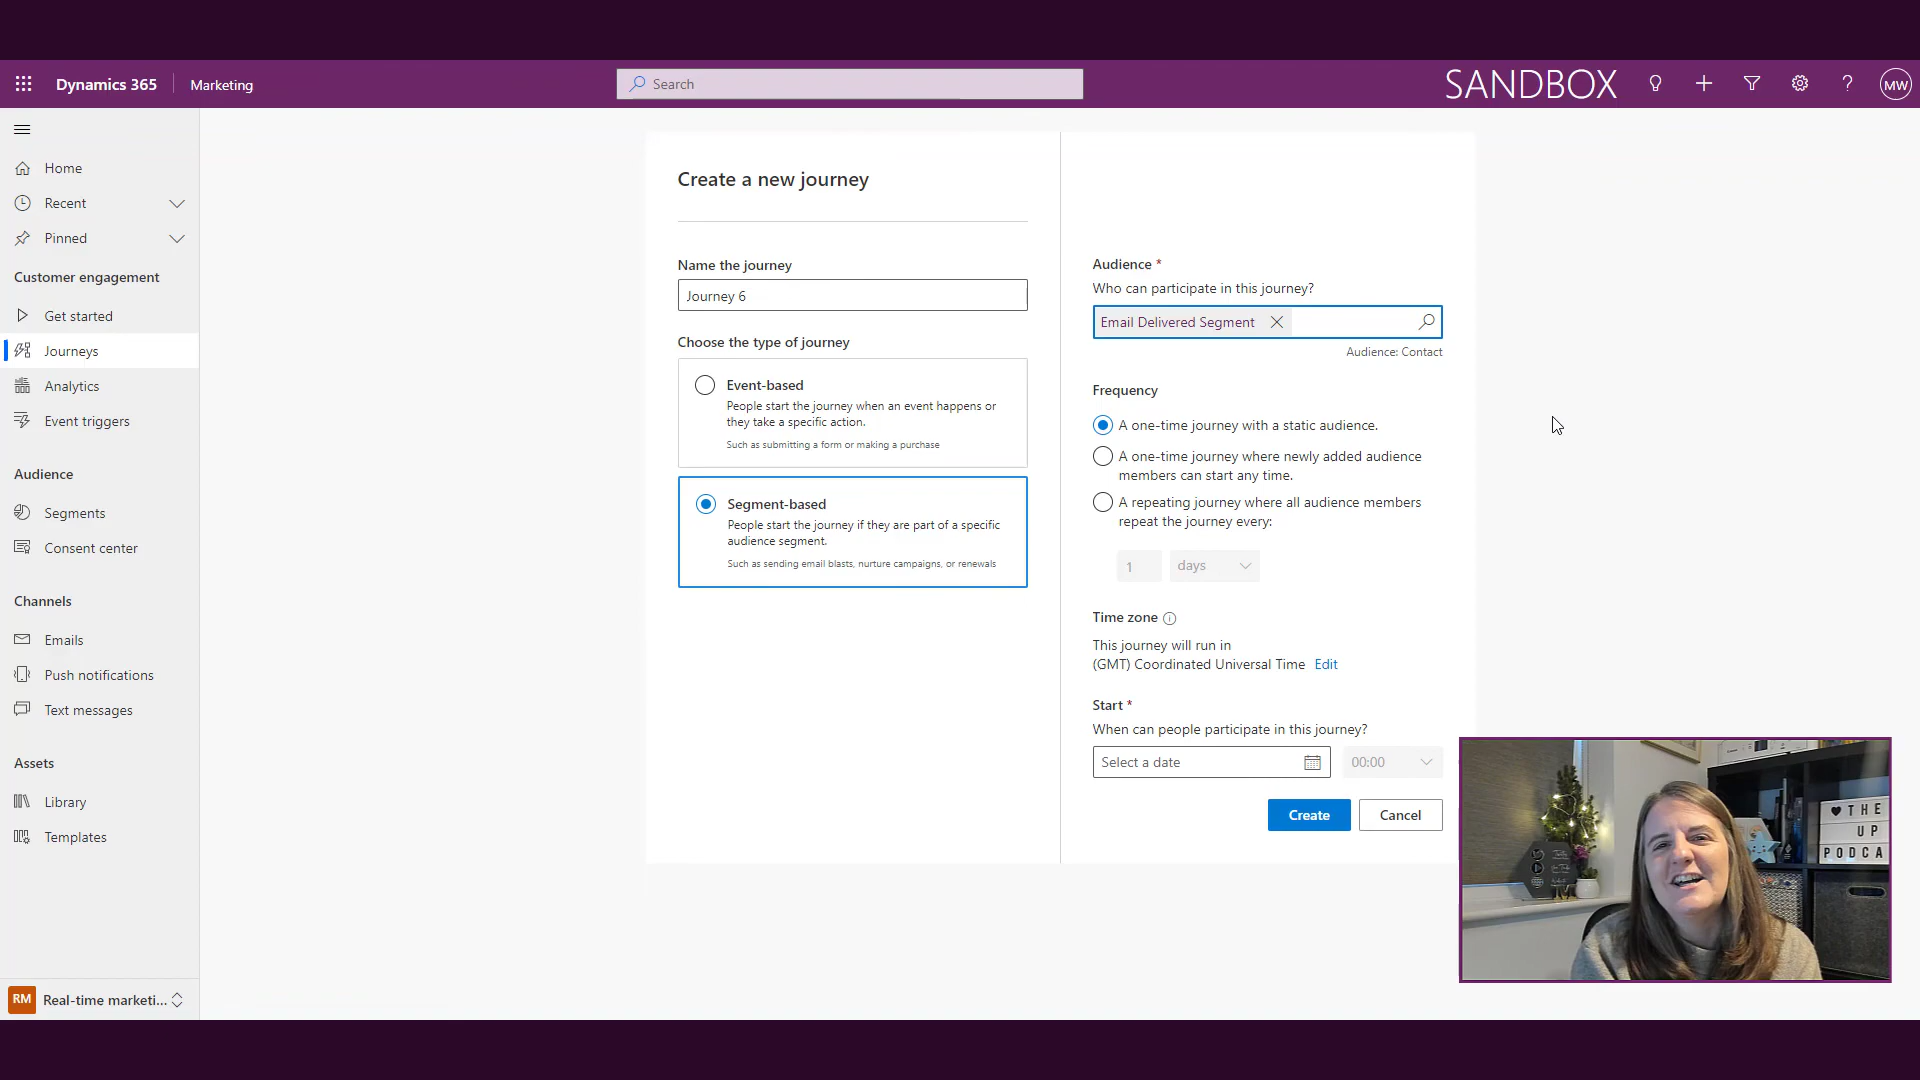 Dynamics 365
Marketing
Search
SANDBOX
?
MW
Home
Recent
Pinned
Customer engagement
Get started
Journeys
Analytics
Event triggers
Audience
Segments
Consent center
Channels
Emails
Push notifications
Text messages
Assets
Library
Templates
RM
Real-time marketi...
Create a new journey
Name the journey
Journey 6
Choose the type of journey
Event-based
People start the journey when an event happens or
they take a specific action.
Such as submitting a form or making a purchase
Segment-based
People start the journey if they are part of a specific
audience segment.
Such as sending email blasts, nurture campaigns, or renewals
Audience *
Who can participate in this journey?
Email Delivered Segment
Audience: Contact
Frequency
A one-time journey with a static audience.
A one-time journey where newly added audience
members can start any time.
A repeating journey where all audience members
repeat the journey every:
1
days
Time zone
This journey will run in
(GMT) Coordinated Universal Time Edit
Start *
When can people participate in this journey?
Select a date
00:00
Create
Cancel
THE
UP
PODCA